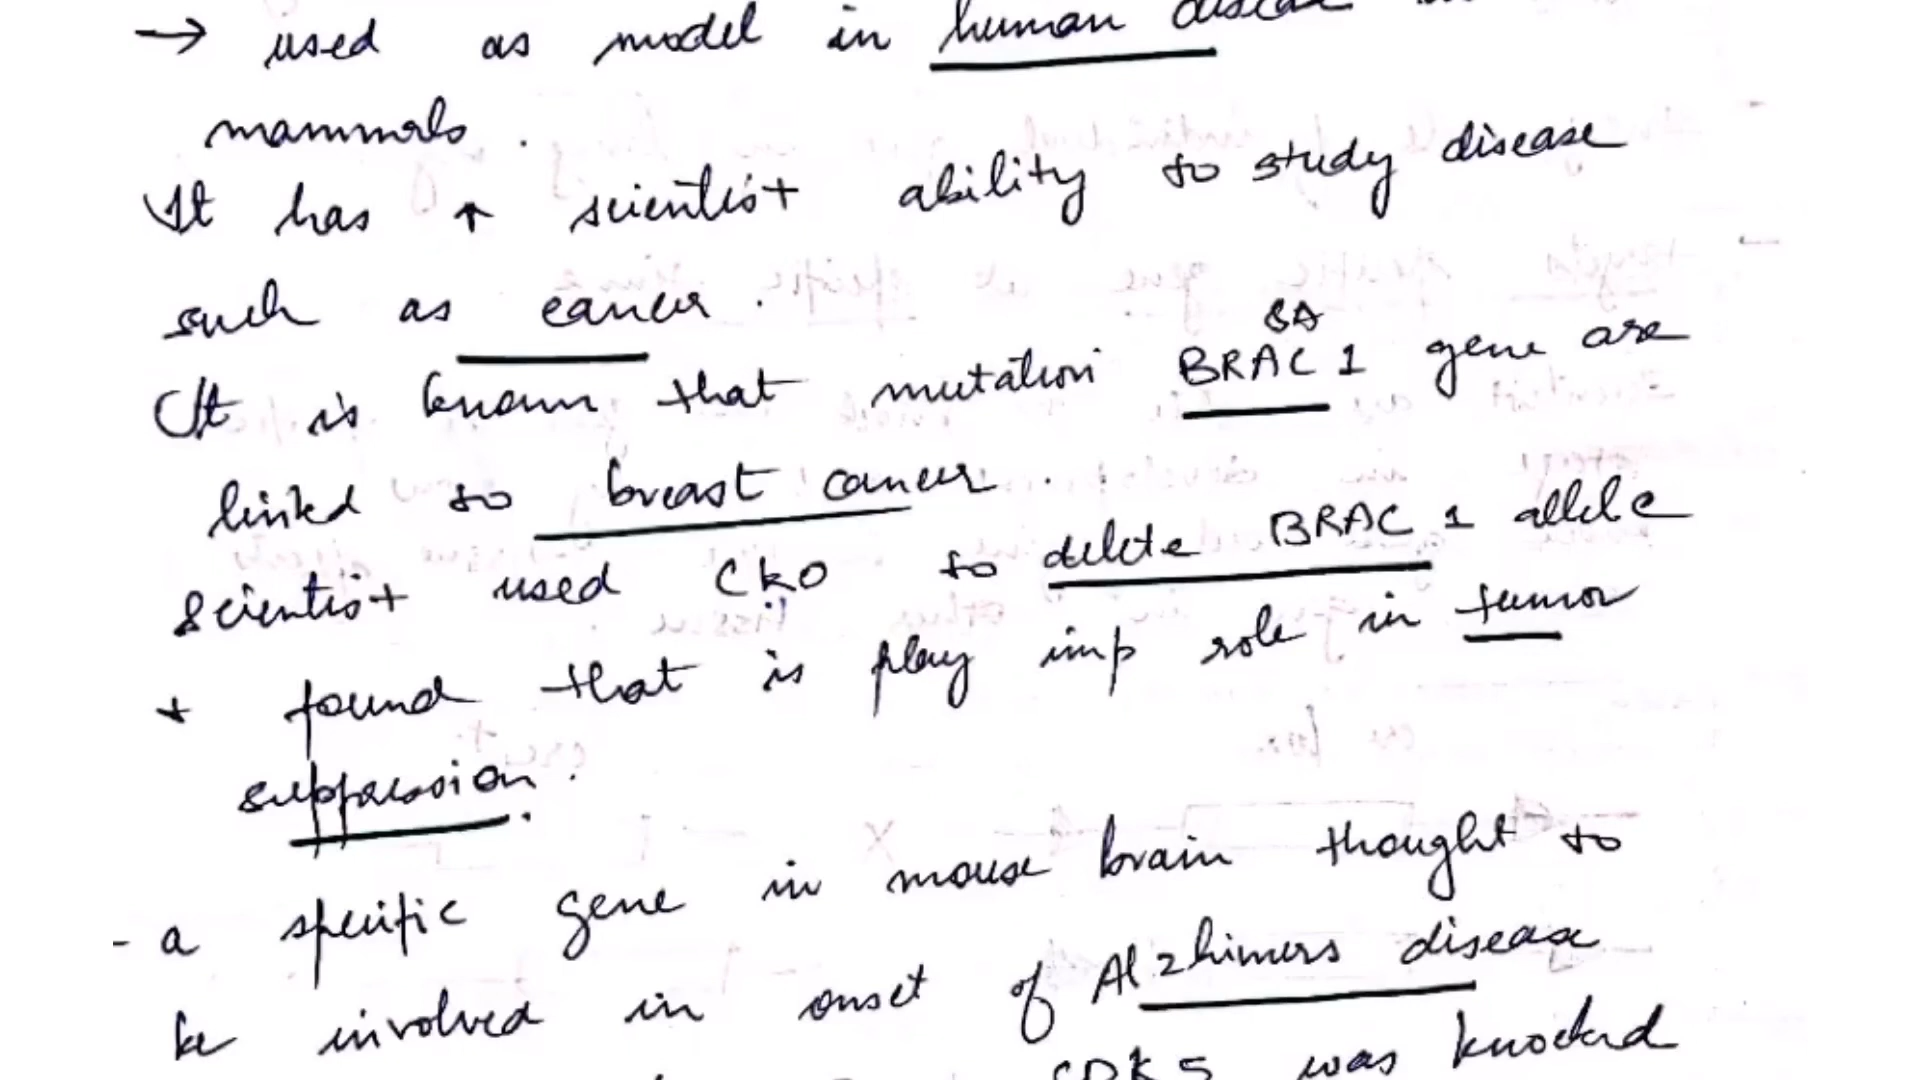 → used as model in human disease
mammals.
It has ↑ scientist ability to study disease
such as cancer.
It is known that mutation BRAC 1 gene are
linked to breast cancer.
Scientist used CKO to delete BRAC 1 allele
+ found that is play imp role in tumor
suppression.
- a specific gene in mouse brain thought to
be involved in onset of Alzhimers disease
CDK5 was knocked